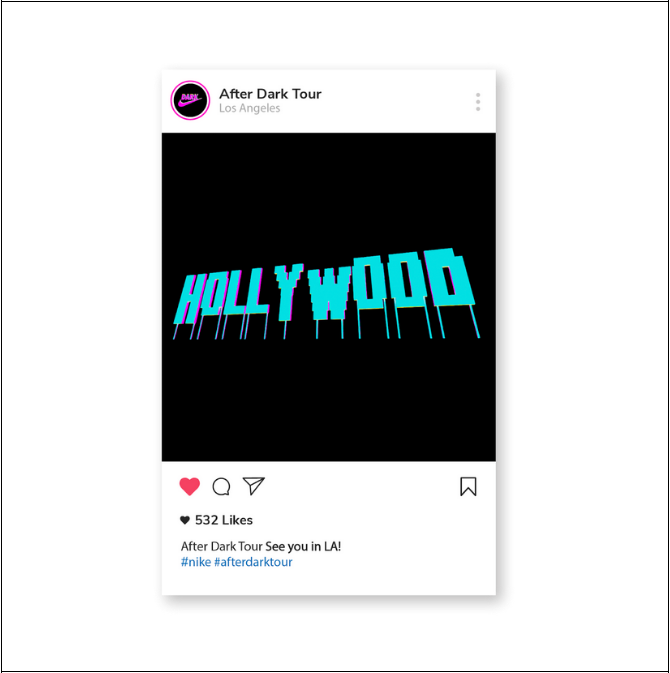 DARK
After Dark Tour
Los Angeles
HOLLYWOOD
532 Likes
After Dark Tour See you in LA!
#nike #afterdarktour